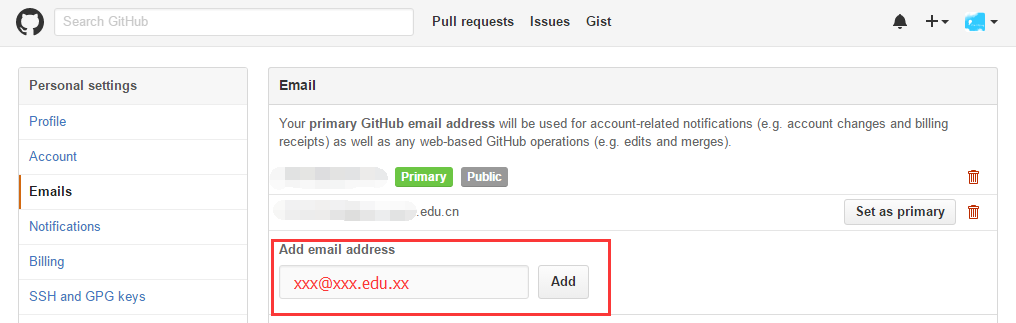 Search GitHub Pull requests Issues Gist
Personal settings
Profile
Account
Emails
Notifications
Billing
SSH and GPG keys
Email
Your primary GitHub email address will be used for account-related notifications (e.g. account changes and billing
receipts) as well as any web-based GitHub operations (e.g. edits and merges).
Primary Public
.edu.cn Set as primary
Add email address
xxx@xxx.edu.xx Add